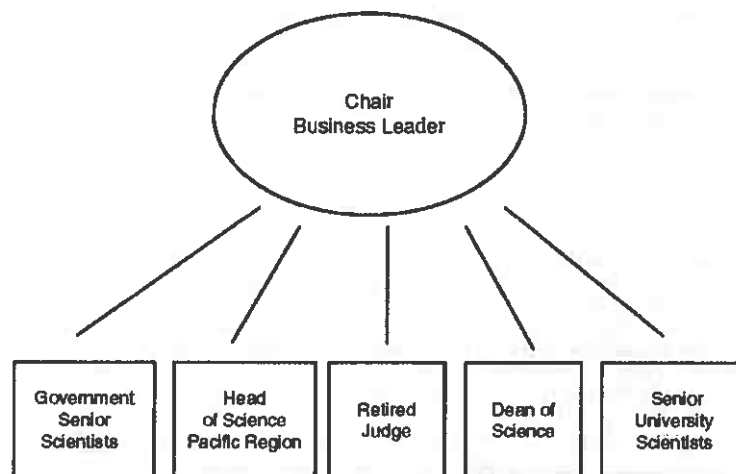 Chair
Business Leader
Government
Senior
Scientists
Head
of Science
Pacific Region
Retired
Judge
Dean of
Science
Senior
University
Scientists